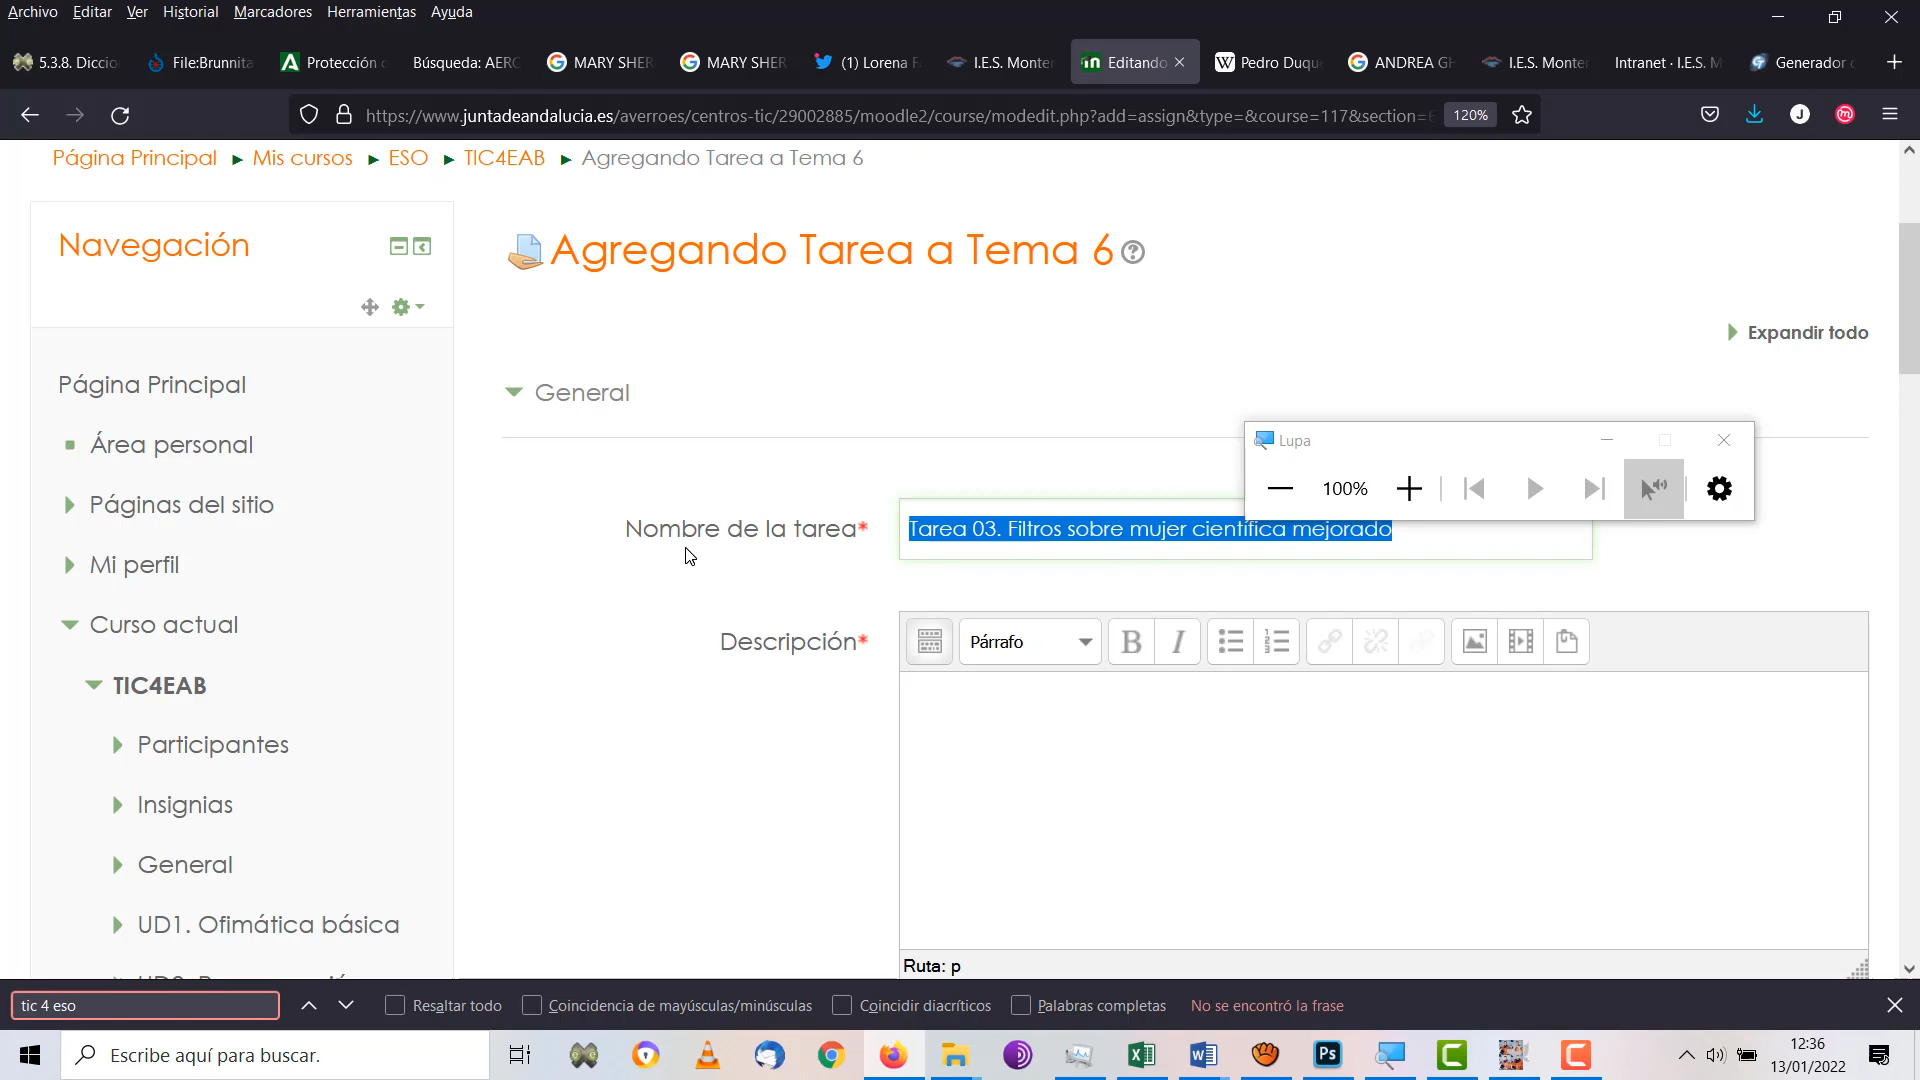 Archivo Editar Ver Historial Marcadores Herramientas Ayuda
5.3.8. Diccio File:Brunnita Protección Búsqueda: AERC MARY SHER MARY SHER (1) Lorena I.E.S. Monter Editando Pedro Duqu ANDREA GH I.E.S. Monter Intranet · I.E.S. M Generador
https://www.juntadeandalucia.es/averroes/centros-tic/29002885/moodle2/course/modedit.php?add=assign&type=&course=117&section=6 120%
Página Principal Mis cursos ESO TIC4EAB Agregando Tarea a Tema 6
Navegación
Agregando Tarea a Tema 6
Expandir todo
Página Principal
General
Área personal
Lupa
100%
Páginas del sitio
Nombre de la tarea* Tarea 03. Filtros sobre mujer científica mejorado
Mi perfil
Curso actual
Descripción* Párrafo B I
TIC4EAB
Participantes
Insignias
General
UD1. Ofimática básica
Ruta: p
tic 4 eso Resaltar todo Coincidencia de mayúsculas/minúsculas Coincidir diacríticos Palabras completas No se encontró la frase
Escribe aquí para buscar.
Ps
12:36
13/01/2022